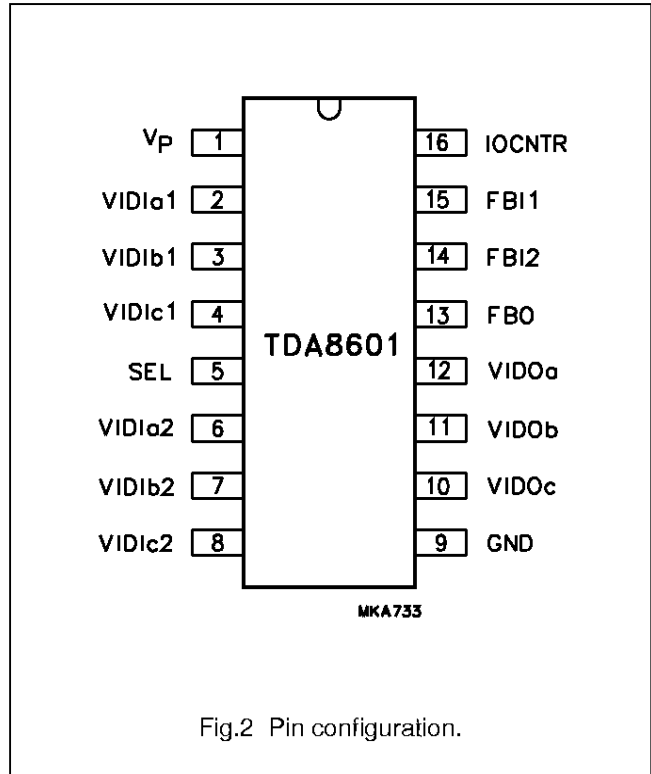 VP 1 16 IOCNTR
VIDIa1 2 15 FBI1
VIDIb1 3 14 FBI2
VIDIc1 4 13 FBO
TDA8601
SEL 5 12 VIDOa
VIDIa2 6 11 VIDOb
VIDIb2 7 10 VIDOc
VIDIc2 8 9 GND
MKA733
Fig.2 Pin configuration.